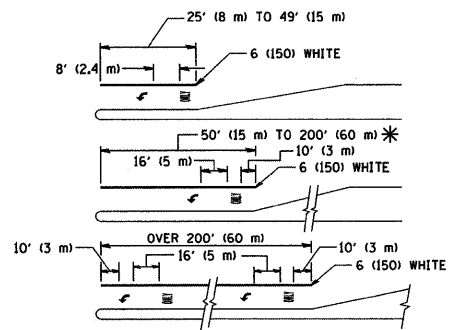 25' (8 m) TO 49' (15 m)
6 (150) WHITE
8' (2.4 m)
50' (15 m) TO 200' (60 m) *
16' (5 m)
10' (3 m)
6 (150) WHITE
OVER 200' (60 m)
10' (3 m)
16' (5 m)
10' (3 m)
6 (150) WHITE